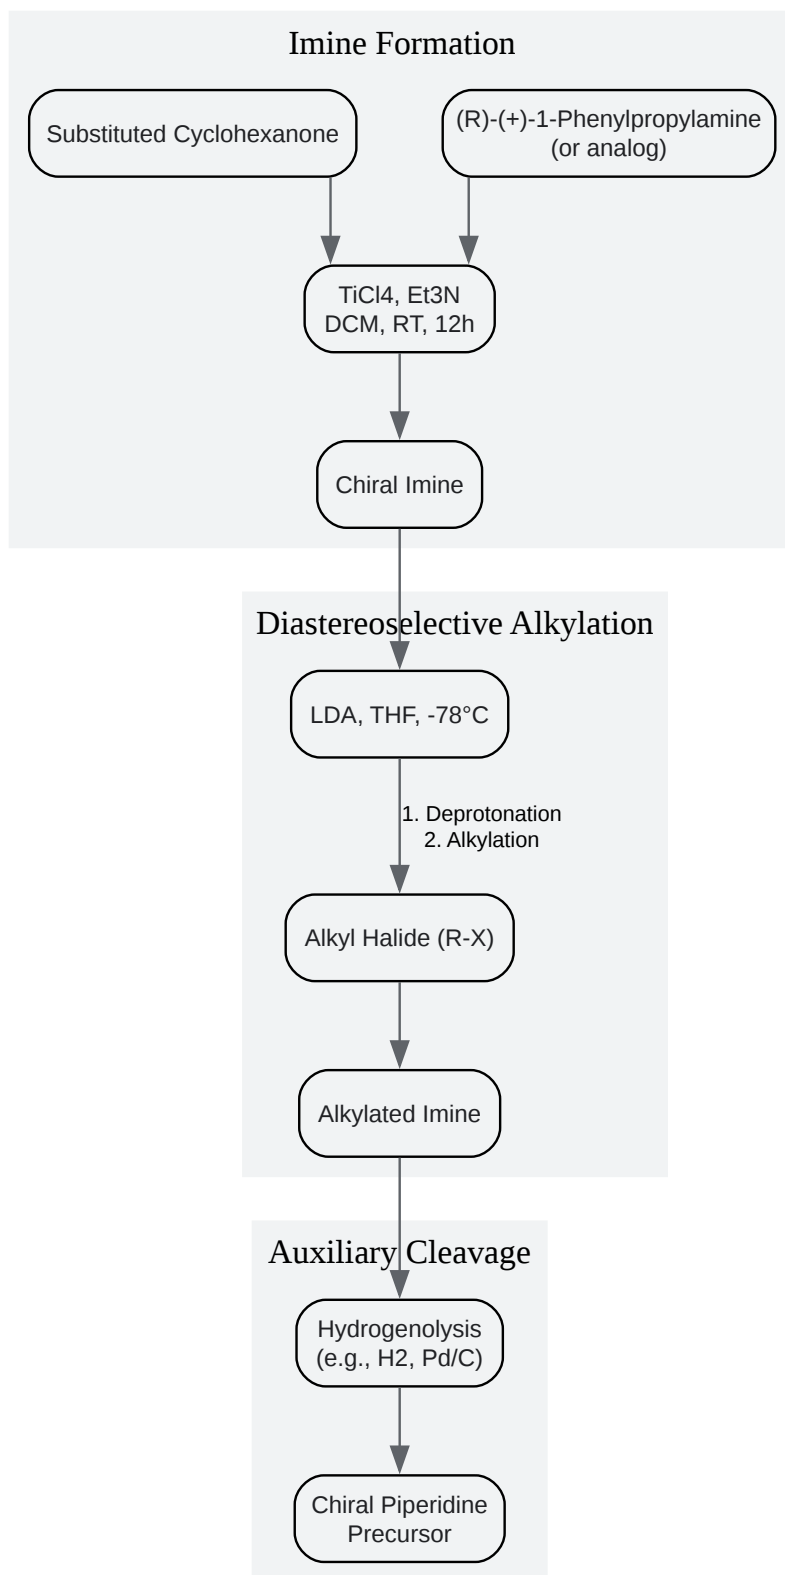 Imine Formation
Substituted Cyclohexanone
(R)-(+)-1-Phenylpropylamine
(or analog)
TiCl4, Et3N
DCM, RT, 12h
Chiral Imine
Diastereoselective Alkylation
LDA, THF, -78°C
1. Deprotonation
2. Alkylation
Alkyl Halide (R-X)
Alkylated Imine
Auxiliary Cleavage
Hydrogenolysis
(e.g., H2, Pd/C)
Chiral Piperidine
Precursor